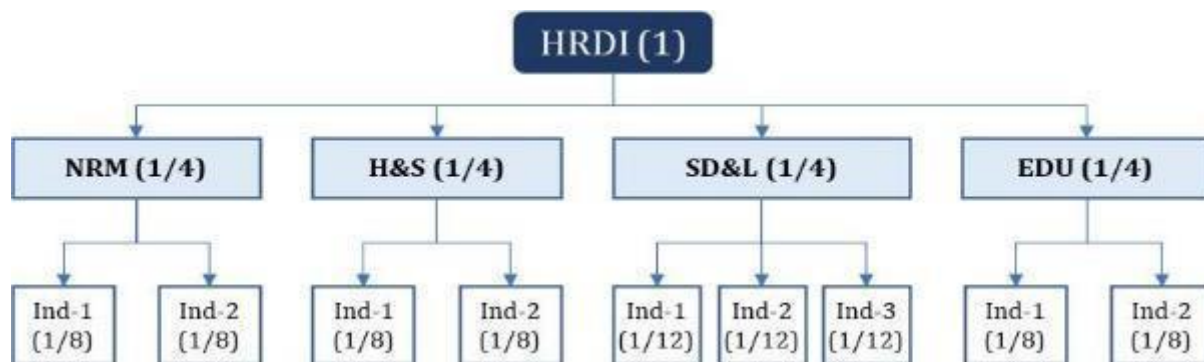 HRDI (1)
NRM (1/4)
H&S (1/4)
SD&L (1/4)
EDU (1/4)
Ind-1
(1/8)
Ind-2
(1/8)
Ind-1
(1/8)
Ind-2
(1/8)
Ind-1
(1/12)
Ind-2
(1/12)
Ind-3
(1/12)
Ind-1
(1/8)
Ind-2
(1/8)